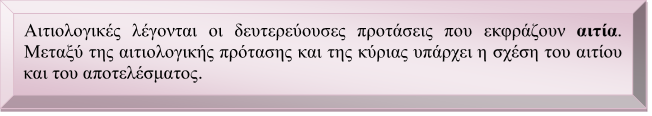 Αιτιολογικές λέγονται οι δευτερεύουσες προτάσεις που εκφράζουν αιτία.
Μεταξύ της αιτιολογικής πρότασης και της κύριας υπάρχει η σχέση του αιτίου
και του αποτελέσματος.